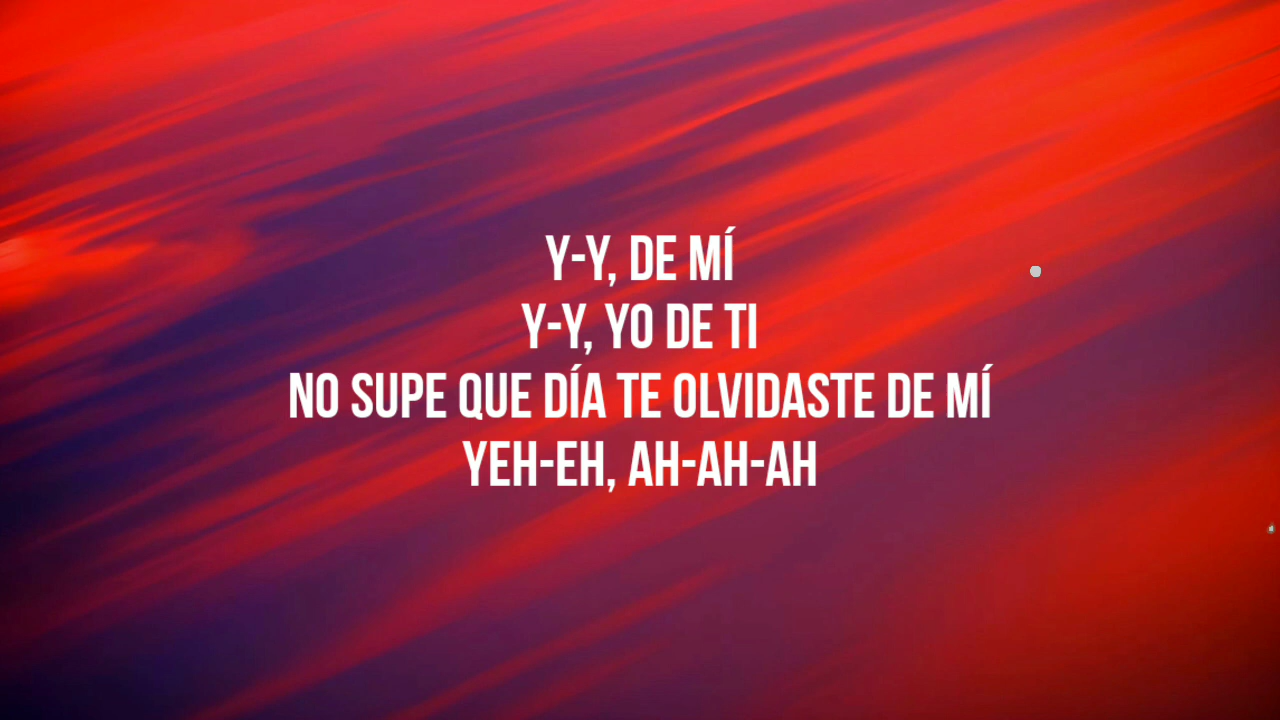 Y-Y, DE MÍ
Y-Y, YO DE TI
NO SUPE QUE DÍA TE OLVIDASTE DE MÍ
YEH-EH, AH-AH-AH